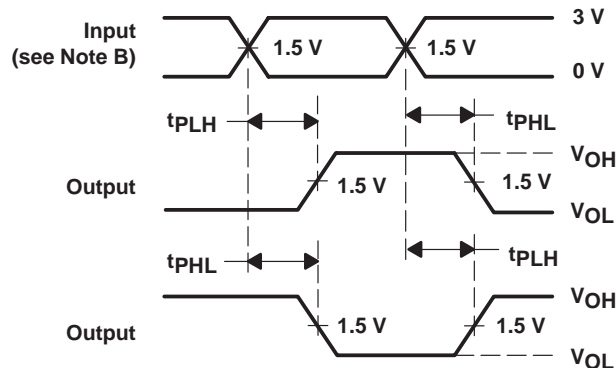 Input
(see Note B)
1.5 V
1.5 V
3 V
0 V
tPLH
tPHL
Output
1.5 V
1.5 V
VOH
VOL
tPHL
tPLH
Output
1.5 V
1.5 V
VOH
VOL